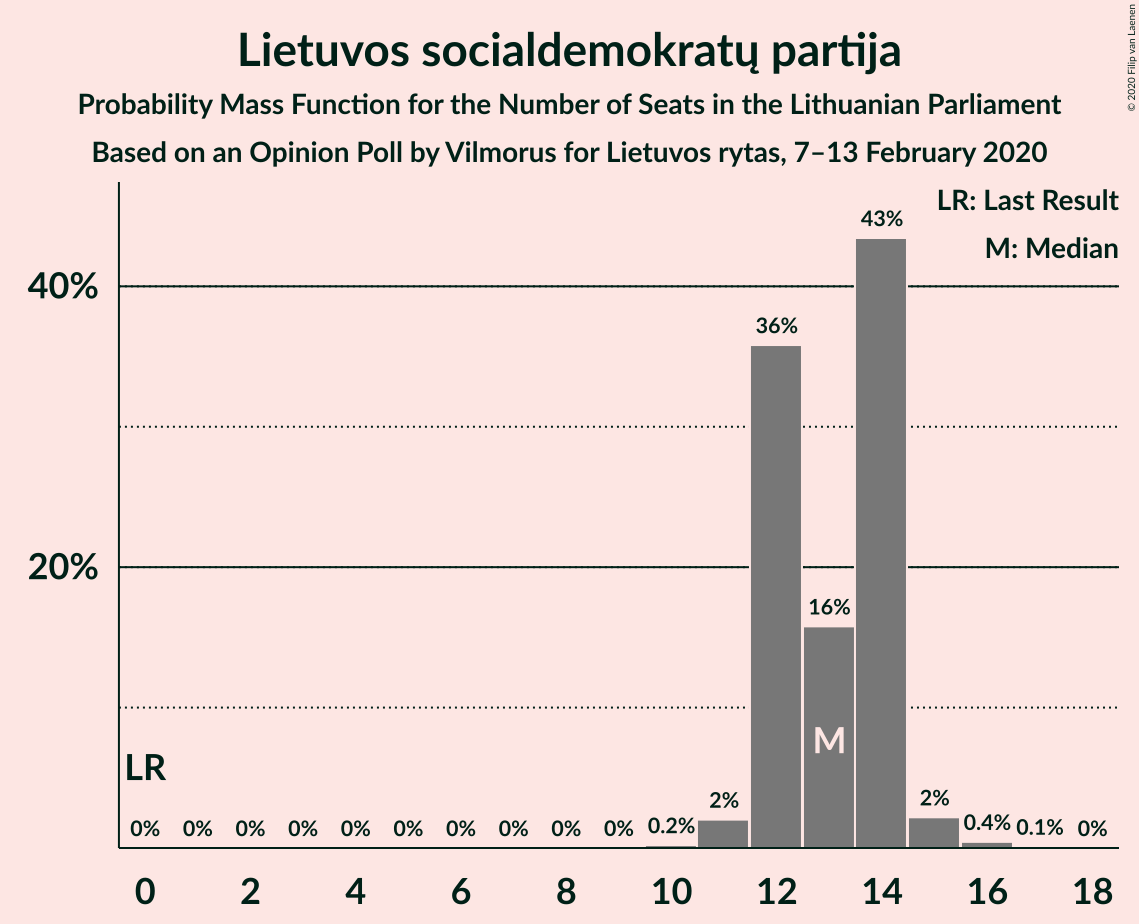 Lietuvos socialdemokratų partija
Probability Mass Function for the Number of Seats in the Lithuanian Parliament
Based on an Opinion Poll by Vilmorus for Lietuvos rytas, 7–13 February 2020
© 2020 Filip van Laenen
LR: Last Result
M: Median
43%
40%
36%
20%
16%
M
LR
0% 0% 0% 0% 0% 0% 0% 0% 0% 0% 0.2% 2% 2% 0.4% 0.1% 0%
0 2 4 6 8 10 12 14 16 18